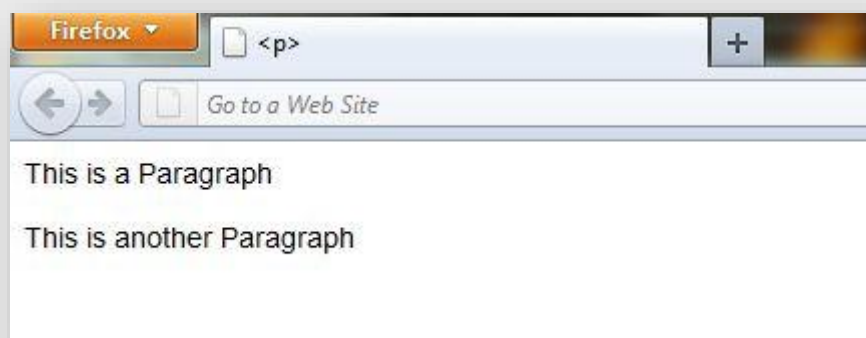 Firefox
<p>
Go to a Web Site
This is a Paragraph
This is another Paragraph